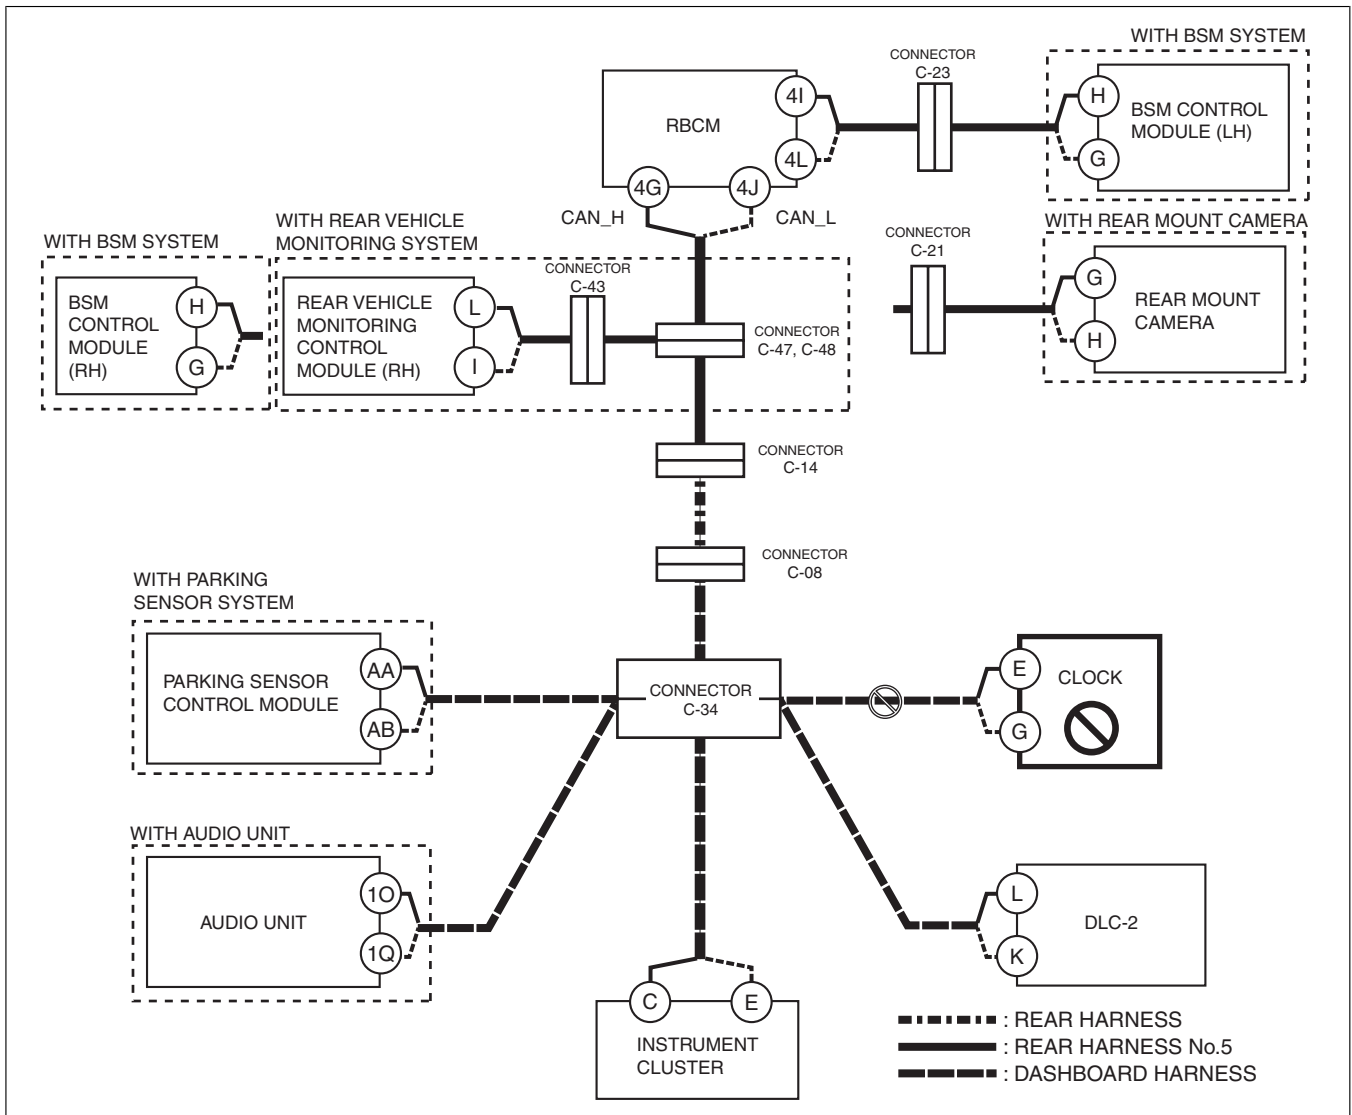 WITH BSM SYSTEM
CONNECTOR
C-23
4I
H
RBCM
BSM CONTROL
MODULE (LH)
4L
G
4G
4J
CAN_H
CAN_L
WITH REAR VEHICLE
MONITORING SYSTEM
WITH REAR MOUNT CAMERA
CONNECTOR
C-21
WITH BSM SYSTEM
CONNECTOR
C-43
G
REAR MOUNT
CAMERA
H
BSM
CONTROL
MODULE
(RH)
H
G
REAR VEHICLE
MONITORING
CONTROL
MODULE (RH)
L
I
CONNECTOR
C-47, C-48
CONNECTOR
C-14
CONNECTOR
C-08
WITH PARKING
SENSOR SYSTEM
PARKING SENSOR
CONTROL MODULE
AA
AB
CONNECTOR
C-34
E
G
CLOCK
WITH AUDIO UNIT
AUDIO UNIT
1O
1Q
L
K
DLC-2
C
E
INSTRUMENT
CLUSTER
: REAR HARNESS
: REAR HARNESS No.5
: DASHBOARD HARNESS